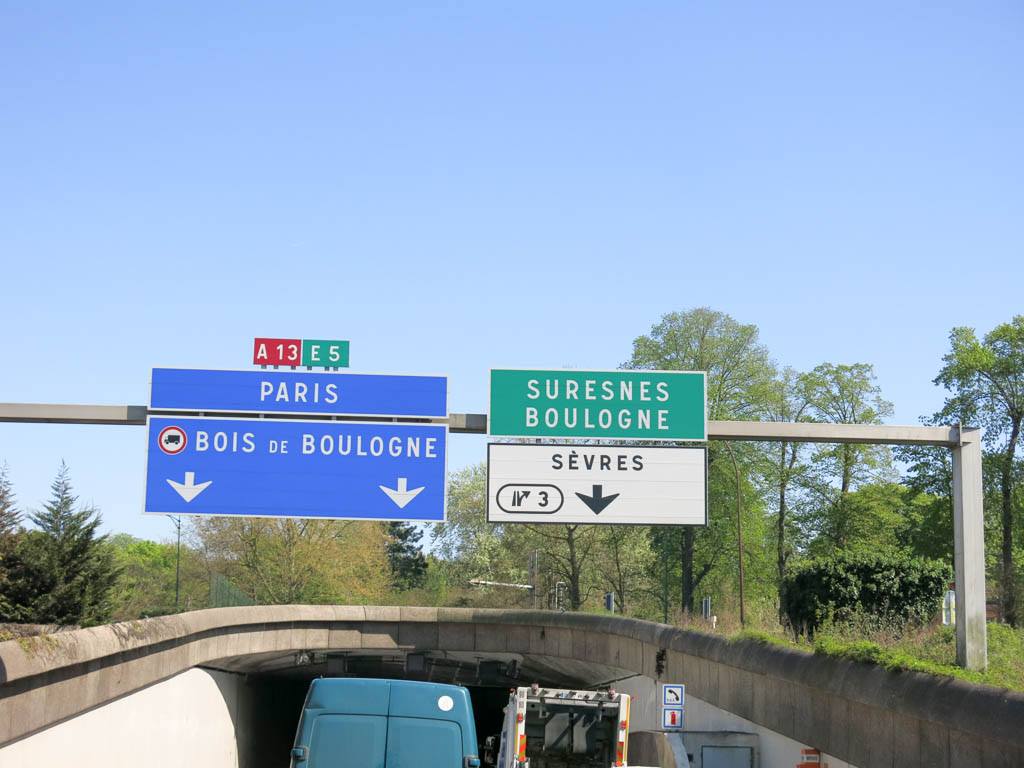 A 13 E 5
PARIS
BOIS DE BOULOGNE
SURESNES
BOULOGNE
SÈVRES
3